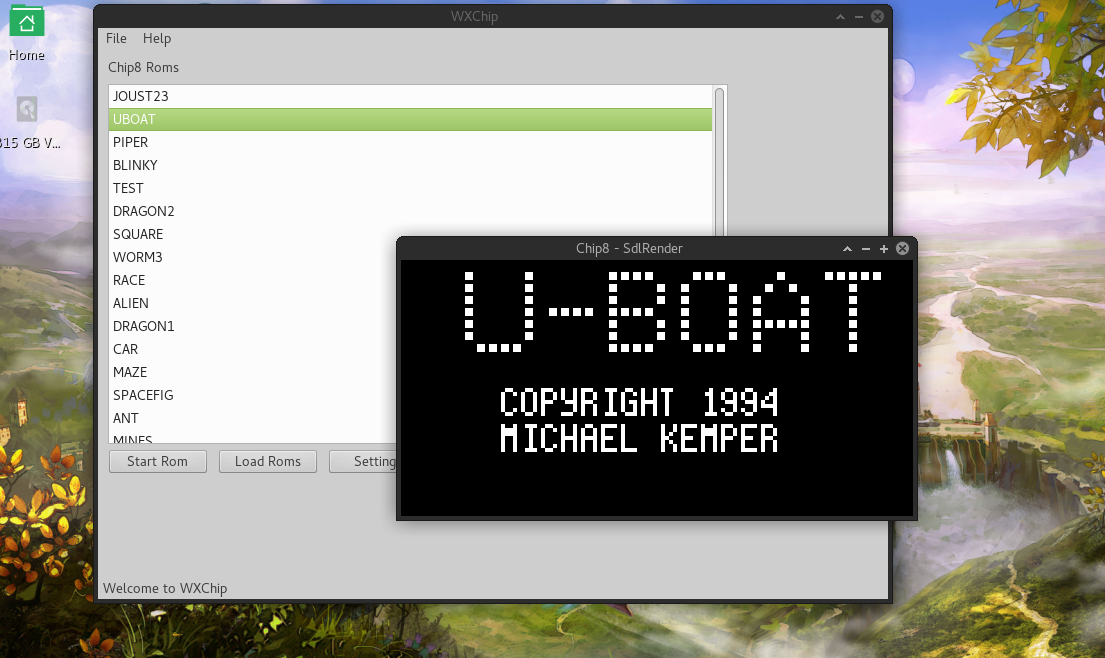 Home
315 GB V...
WXChip
File Help
Chip8 Roms
JOUST23
UBOAT
PIPER
BLINKY
TEST
DRAGON2
SQUARE
WORM3
RACE
ALIEN
DRAGON1
CAR
MAZE
SPACEFIG
ANT
MINES
Start Rom Load Roms Setting
Welcome to WXChip
Chip8 - SdlRender
U-BOAT
COPYRIGHT 1994
MICHAEL KEMPER